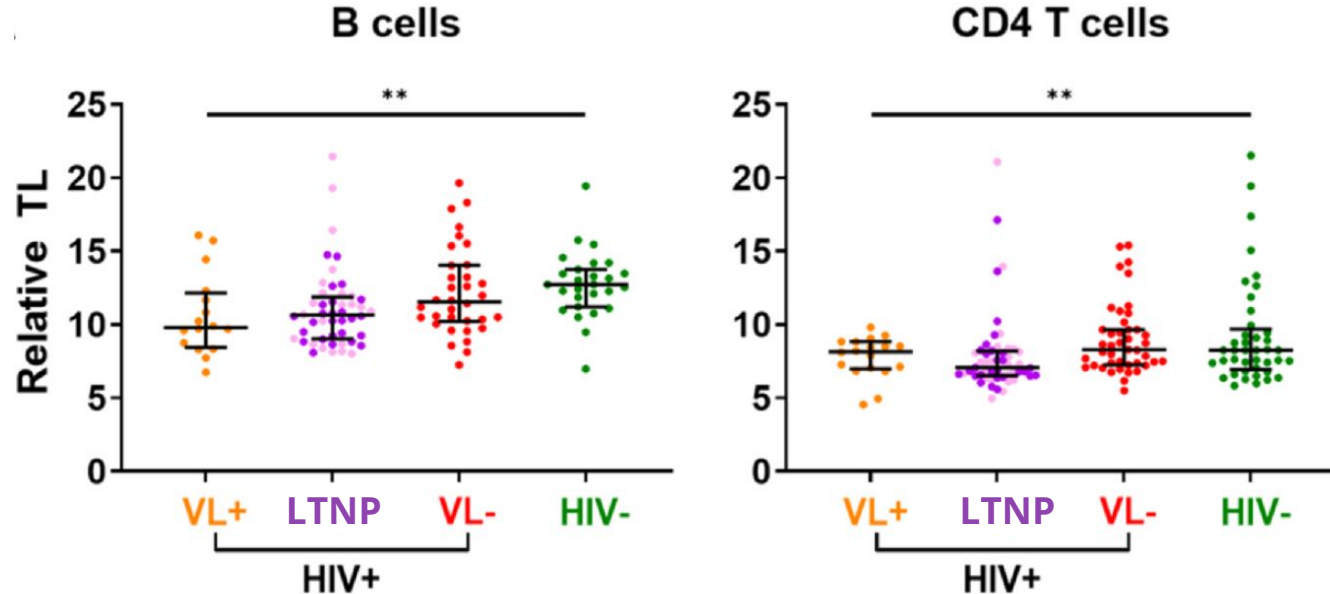 B cells
CD4 T cells
**
**
Relative TL
25
20
15
10
5
0
25
20
15
10
5
0
VL+ LTNP VL- HIV-
HIV+
VL+ LTNP VL- HIV-
HIV+